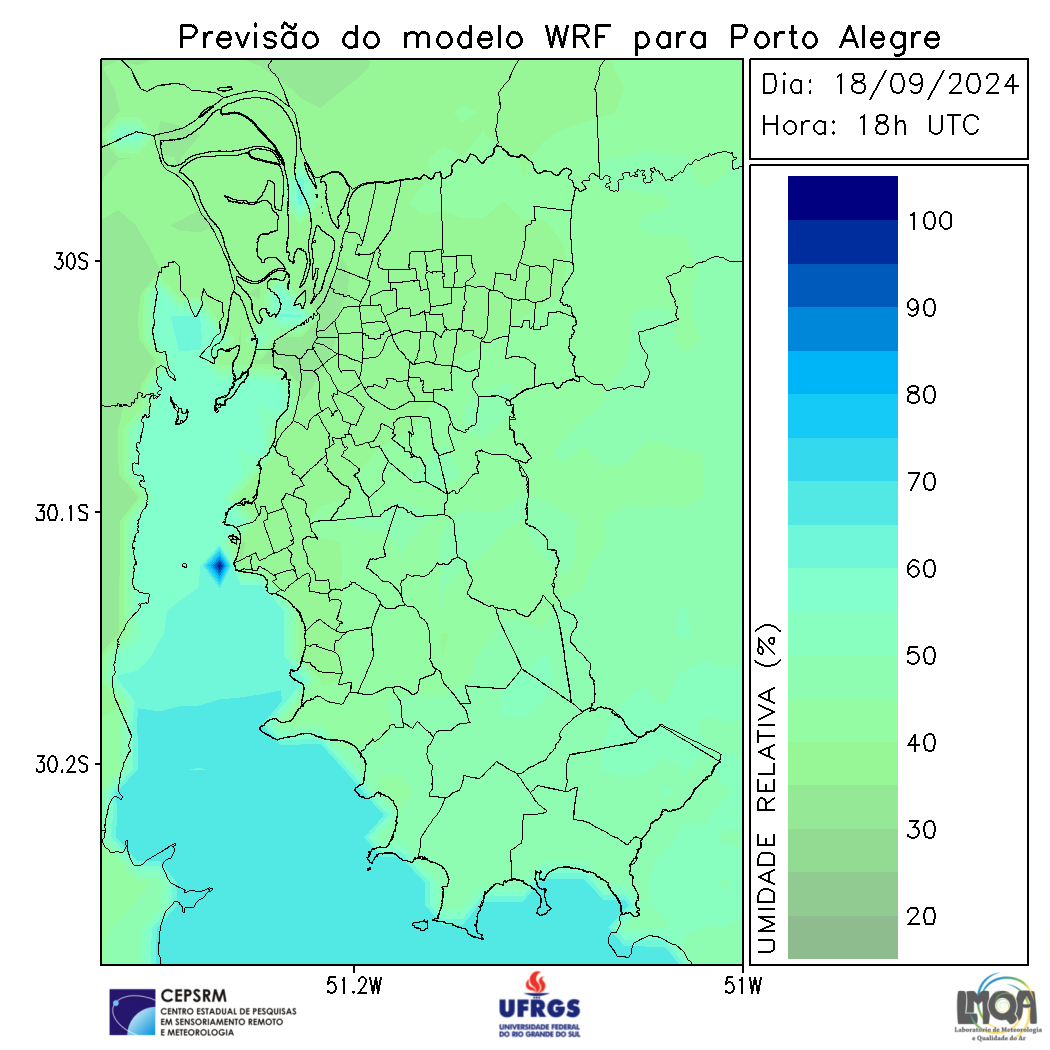 Previsão do modelo WRF para Porto Alegre
Dia: 18/09/2024
Hora: 18h UTC
30S
30.1S
30.2S
51.2W
51W
100
90
80
70
60
50
40
30
20
UMIDADE RELATIVA (%)
CEPSRM
CENTRO ESTADUAL DE PESQUISAS
EM SENSORIAMENTO REMOTO
E METEOROLOGIA
UFRGS
UNIVERSIDADE FEDERAL
DO RIO GRANDE DO SUL
LMQA
Laboratório de Meteorologia
e Qualidade do Ar